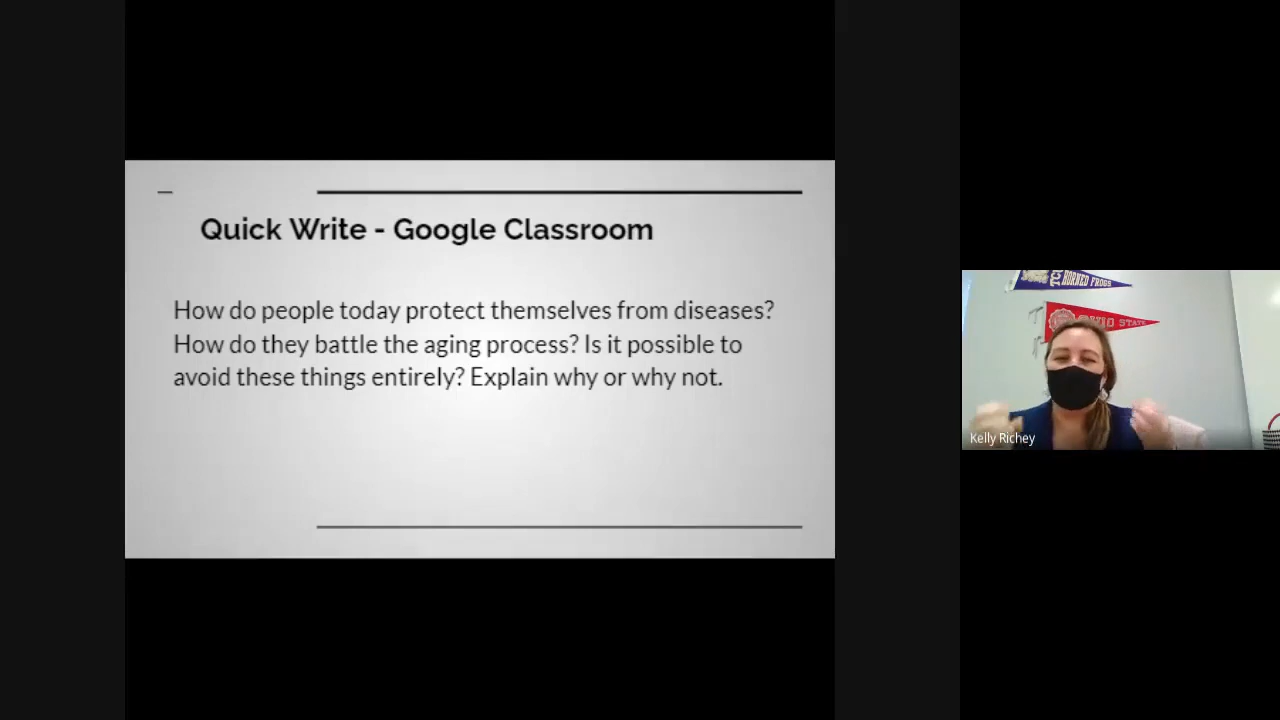 Quick Write - Google Classroom
How do people today protect themselves from diseases?
How do they battle the aging process? Is it possible to
avoid these things entirely? Explain why or why not.
TCU HORNED FROGS
OHIO STATE
Kelly Richey